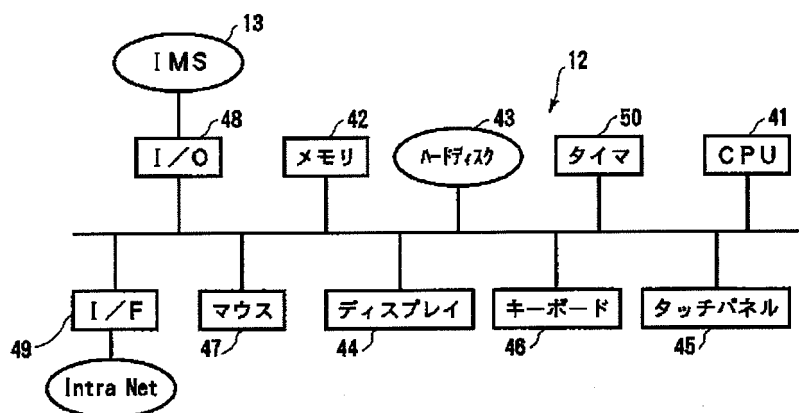 13
IMS
12
48
42
43
50
41
I/O
メモリ
ハードディスク
タイマ
CPU
I/F
マウス
ディスプレイ
キーボード
タッチパネル
49
47
44
46
45
Intra Net